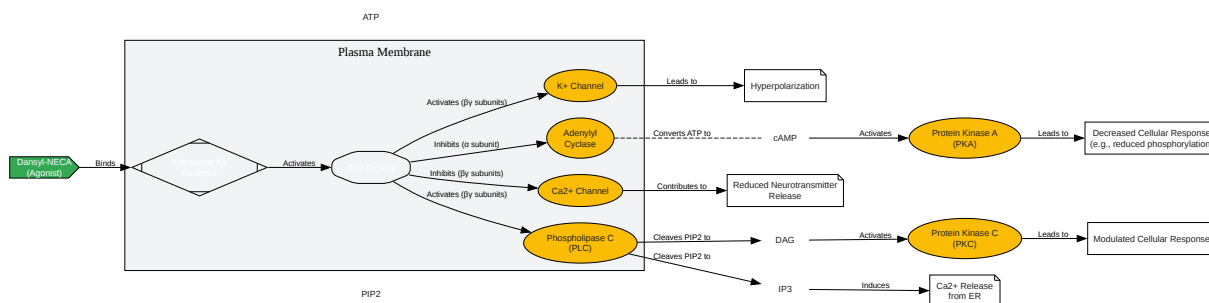 ATP
Plasma Membrane
K+ Channel
Leads to
Hyperpolarization
Activates (βγ subunits)
Adenylyl
Cyclase
Converts ATP to
cAMP
Activates
Protein Kinase A
(PKA)
Leads to
Decreased Cellular Response
(e.g., reduced phosphorylation
Inhibits (α subunit)
Dansyl-NECA
(Agonist)
Binds
Activates
Inhibits (βγ subunits)
Ca2+ Channel
Contributes to
Reduced Neurotransmitter
Release
Activates (βγ subunits)
Phospholipase C
(PLC)
Cleaves PIP2 to
DAG
Activates
Protein Kinase C
(PKC)
Leads to
Modulated Cellular Response
Cleaves PIP2 to
IP3
Induces
Ca2+ Release
from ER
PIP2